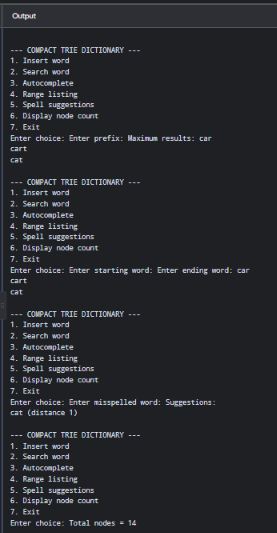 Output
--- COMPACT TRIE DICTIONARY ---
1. Insert word
2. Search word
3. Autocomplete
4. Range listing
5. Spell suggestions
6. Display node count
7. Exit
Enter choice: Enter prefix: Maximum results: car
cart
cat
--- COMPACT TRIE DICTIONARY ---
1. Insert word
2. Search word
3. Autocomplete
4. Range listing
5. Spell suggestions
6. Display node count
7. Exit
Enter choice: Enter starting word: Enter ending word: car
cart
cat
--- COMPACT TRIE DICTIONARY ---
1. Insert word
2. Search word
3. Autocomplete
4. Range listing
5. Spell suggestions
6. Display node count
7. Exit
Enter choice: Enter misspelled word: Suggestions:
cat (distance 1)
--- COMPACT TRIE DICTIONARY ---
1. Insert word
2. Search word
3. Autocomplete
4. Range listing
5. Spell suggestions
6. Display node count
7. Exit
Enter choice: Total nodes = 14